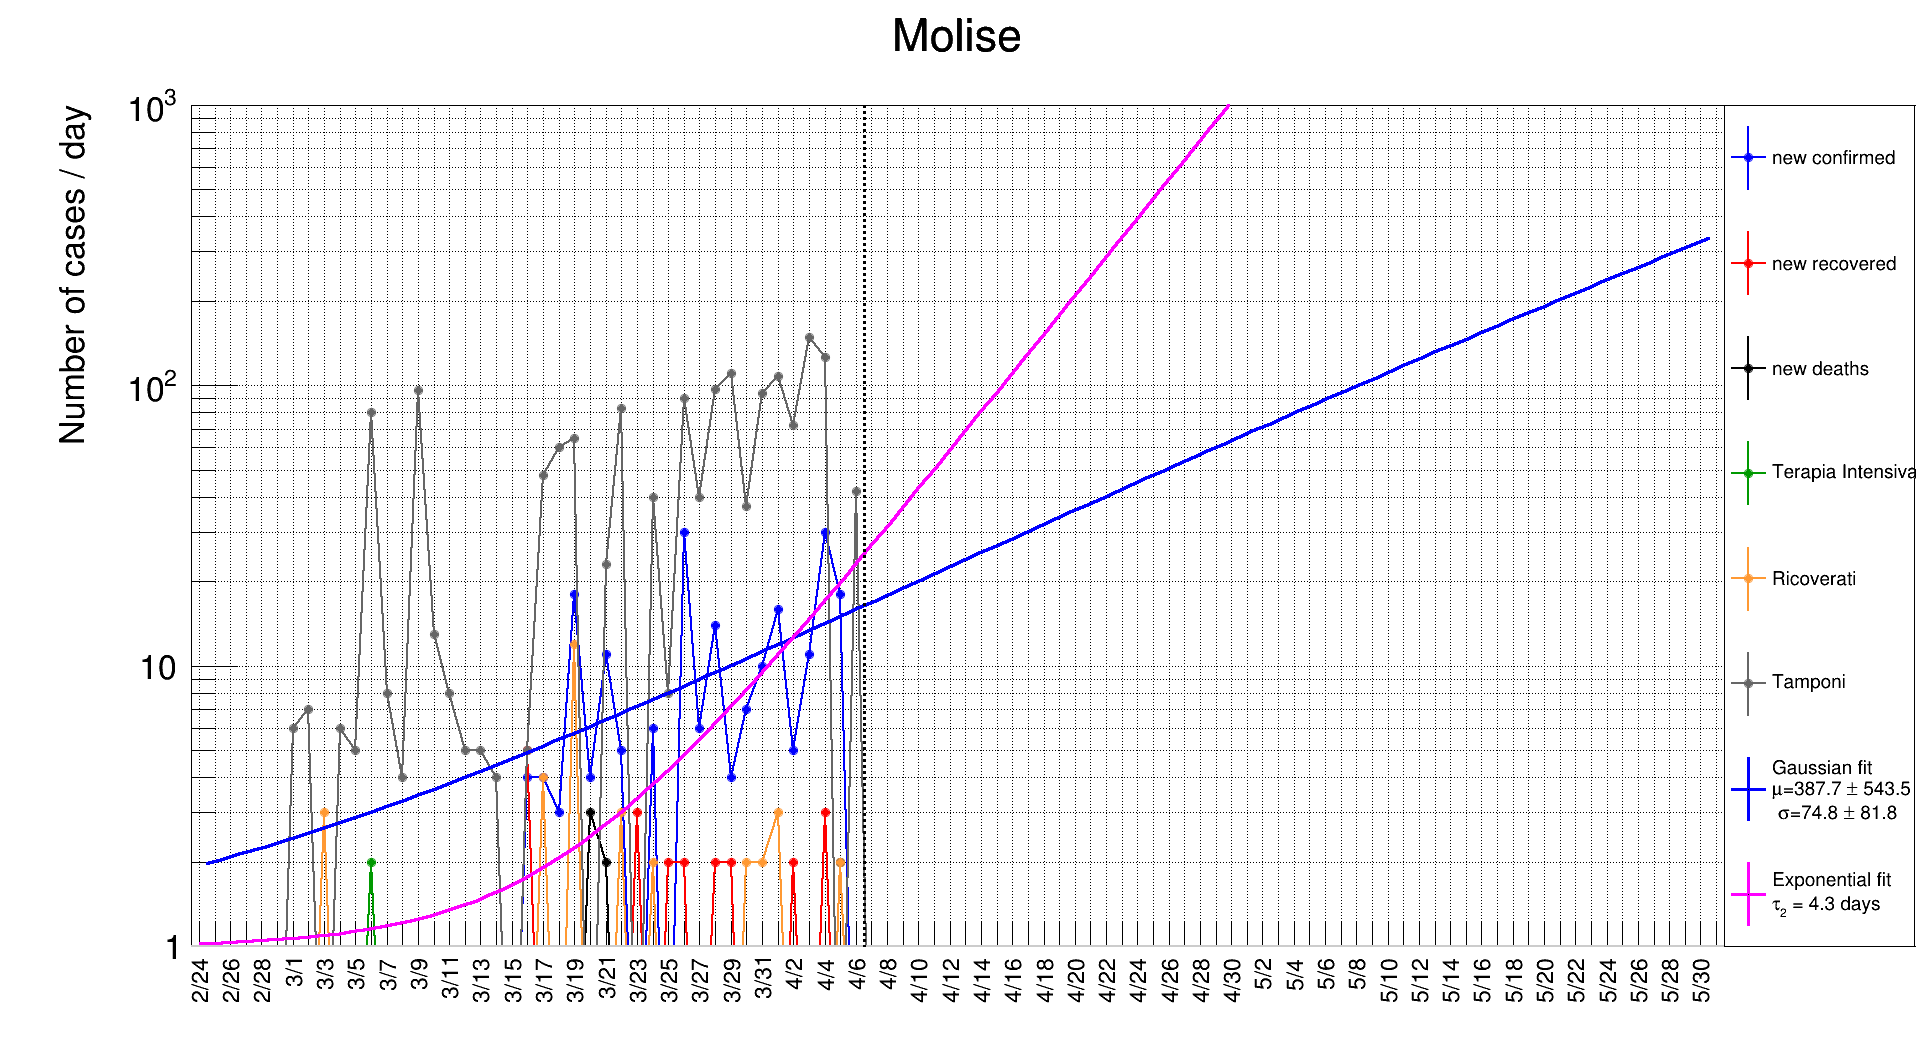 Molise
Number of cases / day
10³
10²
10
1
2/24 2/26 2/28 3/1 3/3 3/5 3/7 3/9 3/11 3/13 3/15 3/17 3/19 3/21 3/23 3/25 3/27 3/29 3/31 4/2 4/4 4/6 4/8 4/10 4/12 4/14 4/16 4/18 4/20 4/22 4/24 4/26 4/28 4/30 5/2 5/4 5/6 5/8 5/10 5/12 5/14 5/16 5/18 5/20 5/22 5/24 5/26 5/28 5/30
new confirmed
new recovered
new deaths
Terapia Intensiva
Ricoverati
Tamponi
Gaussian fit
μ=387.7 ± 543.5
σ=74.8 ± 81.8
Exponential fit
τ₂ = 4.3 days